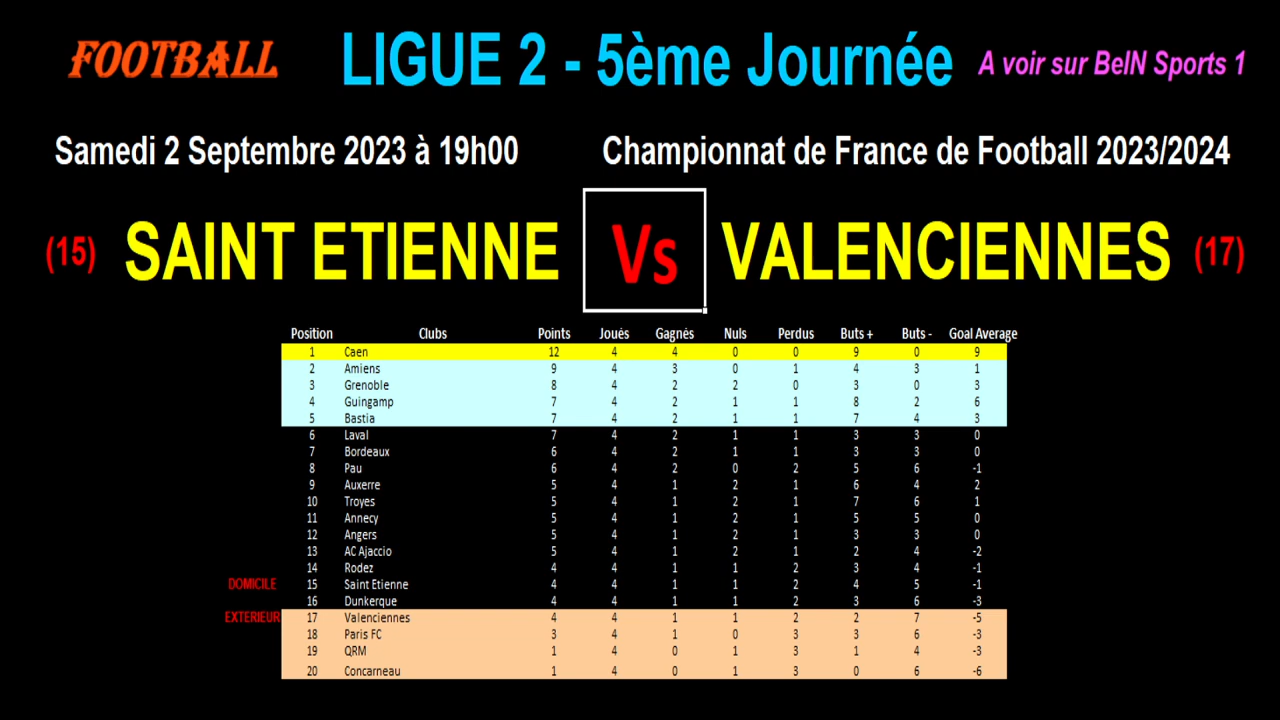 FOOTBALL LIGUE 2 - 5ème Journée A voir sur BeIN Sports 1
Samedi 2 Septembre 2023 à 19h00 Championnat de France de Football 2023/2024
(15) SAINT ETIENNE Vs VALENCIENNES (17)
Position Clubs Points Joués Gagnés Nuls Perdus Buts + Buts - Goal Average
1 Caen 12 4 4 0 0 9 0 9
2 Amiens 9 4 3 0 1 4 3 1
3 Grenoble 8 4 2 2 0 3 0 3
4 Guingamp 7 4 2 1 1 8 2 6
5 Bastia 7 4 2 1 1 7 4 3
6 Laval 7 4 2 1 1 3 3 0
7 Bordeaux 6 4 2 1 1 3 3 0
8 Pau 6 4 2 0 2 5 6 -1
9 Auxerre 5 4 1 2 1 6 4 2
10 Troyes 5 4 1 2 1 7 6 1
11 Annecy 5 4 1 2 1 5 5 0
12 Angers 5 4 1 2 1 3 3 0
13 AC Ajaccio 5 4 1 2 1 2 4 -2
14 Rodez 4 4 1 1 2 3 4 -1
DOMICILE 15 Saint Etienne 4 4 1 1 2 4 5 -1
16 Dunkerque 4 4 1 1 2 3 6 -3
EXTERIEUR 17 Valenciennes 4 4 1 1 2 2 7 -5
18 Paris FC 3 4 1 0 3 3 6 -3
19 QRM 1 4 0 1 3 1 4 -3
20 Concarneau 1 4 0 1 3 0 6 -6